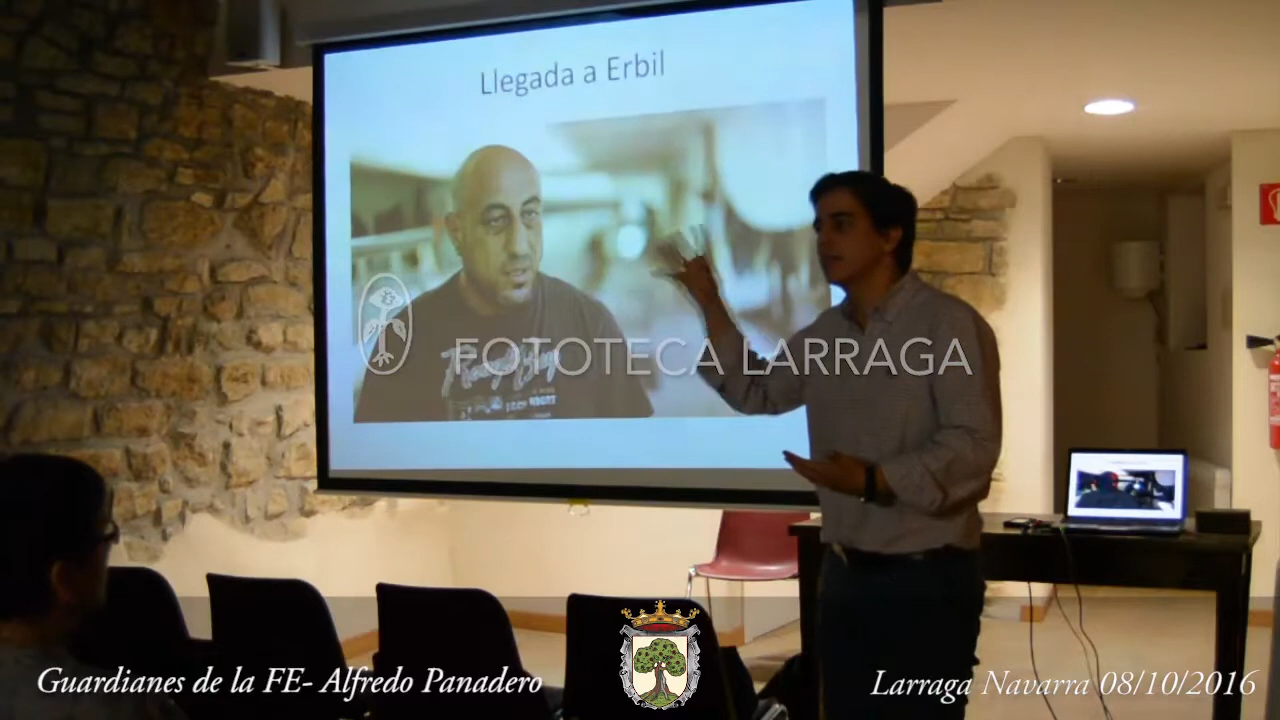 Llegada a Erbil
FOTOTECA LARRAGA
Guardianes de la FE- Alfredo Panadero
Larraga Navarra 08/10/2016